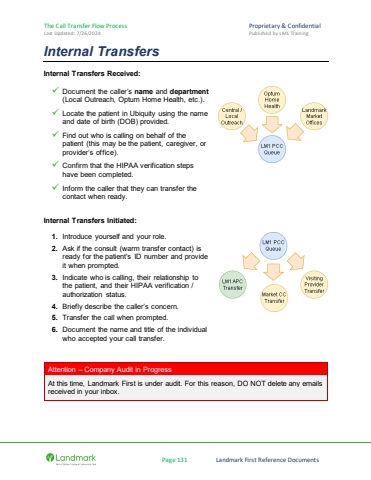 The Call Transfer Flow Process
Proprietary & Confidential
Last updated: 7/26/2024
Published by LM1 Training
Internal Transfers
Internal Transfers Received:
Document the caller's name and department
(Local Outreach, Optum Home Health, etc.).
Locate the patient in Ubiquity using the name
and date of birth (DOB) provided.
Find out who is calling on behalf of the
patient (this may be the patient, caregiver, or
provider's office).
Confirm that the HIPAA verification steps
have been completed.
Inform the caller that they can transfer the
contact when ready.
Optum
Home
Health
Central /
Local
Outreach
Landmark
Market
Offices
LM1 PCC
Queue
Internal Transfers Initiated:
1. Introduce yourself and your role.
2. Ask if the consult (warm transfer contact) is
ready for the patient's ID number and provide
it when prompted.
3. Indicate who is calling, their relationship to
the patient, and their HIPAA verification /
authorization status.
4. Briefly describe the caller's concern.
5. Transfer the call when prompted.
6. Document the name and title of the individual
who accepted your call transfer.
LM1 PCC
Queue
LM1 APC
Transfer
Market CC
Transfer
Visiting
Provider
Transfer
Attention – Company Audit in Progress
At this time, Landmark First is under audit. For this reason, DO NOT delete any emails
received in your inbox.
Landmark
Page 131
Landmark First Reference Documents